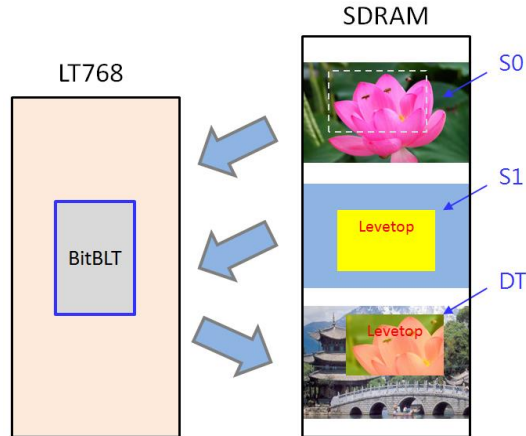 SDRAM
LT768
S0
S1
Levetop
BitBLT
DT
Levetop